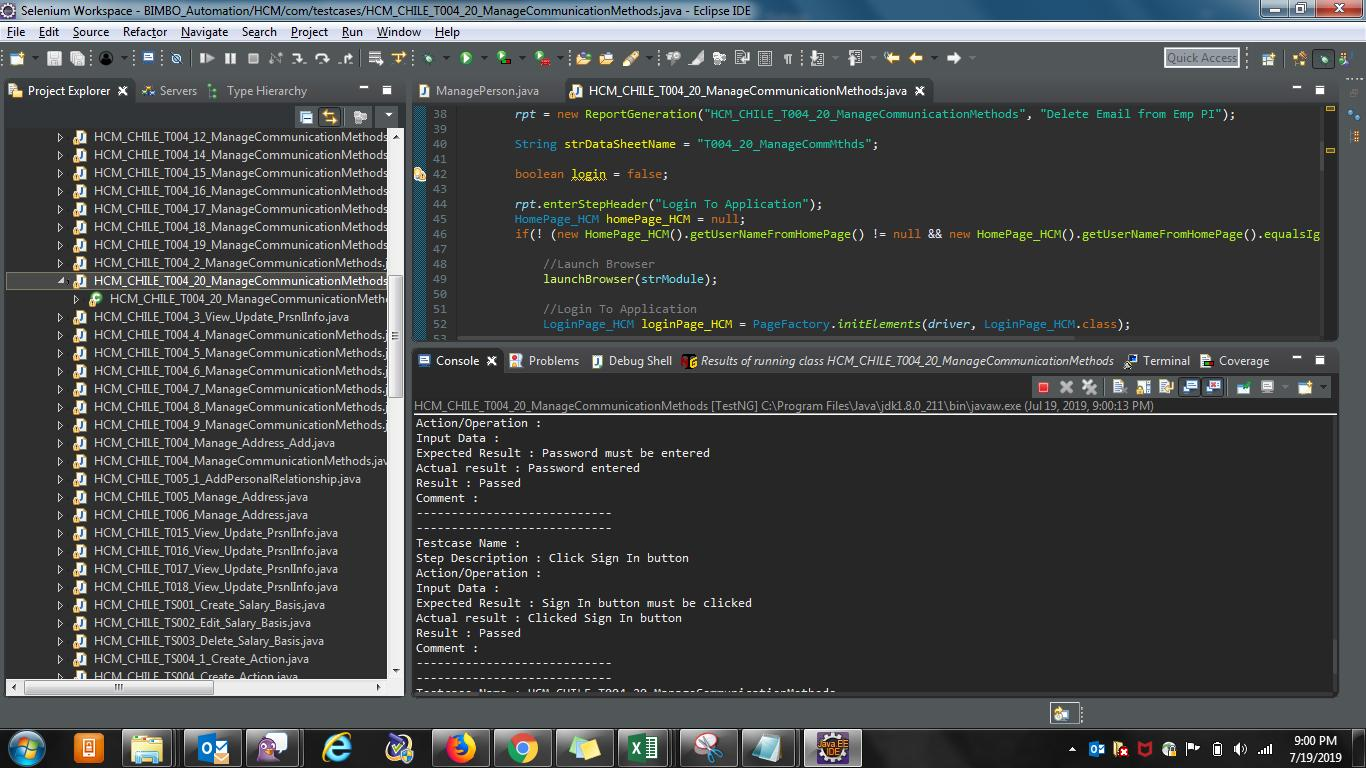 Selenium Workspace - BIMBO_Automation/HCM/com/testcases/HCM_CHILE_T004_20_ManageCommunicationMethods.java - Eclipse IDE
File Edit Source Refactor Navigate Search Project Run Window Help
Quick Access
Project Explorer Servers Type Hierarchy
HCM_CHILE_T004_12_ManageCommunicationMethods
HCM_CHILE_T004_14_ManageCommunicationMethods
HCM_CHILE_T004_15_ManageCommunicationMethods
HCM_CHILE_T004_16_ManageCommunicationMethods
HCM_CHILE_T004_17_ManageCommunicationMethods
HCM_CHILE_T004_18_ManageCommunicationMethods
HCM_CHILE_T004_19_ManageCommunicationMethods
HCM_CHILE_T004_2_ManageCommunicationMethods.j
HCM_CHILE_T004_20_ManageCommunicationMethods
HCM_CHILE_T004_20_ManageCommunicationMeth
HCM_CHILE_T004_3_View_Update_PrsnlInfo.java
HCM_CHILE_T004_4_ManageCommunicationMethods.j
HCM_CHILE_T004_5_ManageCommunicationMethods.j
HCM_CHILE_T004_6_ManageCommunicationMethods.j
HCM_CHILE_T004_7_ManageCommunicationMethods.j
HCM_CHILE_T004_8_ManageCommunicationMethods.j
HCM_CHILE_T004_9_ManageCommunicationMethods.j
HCM_CHILE_T004_Manage_Address_Add.java
HCM_CHILE_T004_ManageCommunicationMethods.jav
HCM_CHILE_T005_1_AddPersonalRelationship.java
HCM_CHILE_T005_Manage_Address.java
HCM_CHILE_T006_Manage_Address.java
HCM_CHILE_T015_View_Update_PrsnlInfo.java
HCM_CHILE_T016_View_Update_PrsnlInfo.java
HCM_CHILE_T017_View_Update_PrsnlInfo.java
HCM_CHILE_T018_View_Update_PrsnlInfo.java
HCM_CHILE_TS001_Create_Salary_Basis.java
HCM_CHILE_TS002_Edit_Salary_Basis.java
HCM_CHILE_TS003_Delete_Salary_Basis.java
HCM_CHILE_TS004_1_Create_Action.java
HCM_CHILE_TS004_Create_Action.java
ManagePerson.java HCM_CHILE_T004_20_ManageCommunicationMethods.java
38 rpt = new ReportGeneration("HCM_CHILE_T004_20_ManageCommunicationMethods", "Delete Email from Emp PI");
39
40 String strDataSheetName = "T004_20_ManageCommMthds";
41
42 boolean login = false;
43
44 rpt.enterStepHeader("Login To Application");
45 HomePage_HCM homePage_HCM = null;
46 if(! (new HomePage_HCM().getUserNameFromHomePage() != null && new HomePage_HCM().getUserNameFromHomePage().equalsIg
47
48 //Launch Browser
49 launchBrowser(strModule);
50
51 //Login To Application
52 LoginPage_HCM loginPage_HCM = PageFactory.initElements(driver, LoginPage_HCM.class);
53
Console Problems Debug Shell Results of running class HCM_CHILE_T004_20_ManageCommunicationMethods Terminal Coverage
HCM_CHILE_T004_20_ManageCommunicationMethods [TestNG] C:\Program Files\Java\jdk1.8.0_211\bin\javaw.exe (Jul 19, 2019, 9:00:13 PM)
Action/Operation :
Input Data :
Expected Result : Password must be entered
Actual result : Password entered
Result : Passed
Comment :
----------------------------
----------------------------
Testcase Name :
Step Description : Click Sign In button
Action/Operation :
Input Data :
Expected Result : Sign In button must be clicked
Actual result : Clicked Sign In button
Result : Passed
Comment :
----------------------------
----------------------------
Testcase Name : HCM_CHILE_T004_20_ManageCommunicationMethods
Java EE
IDE
9:00 PM
7/19/2019